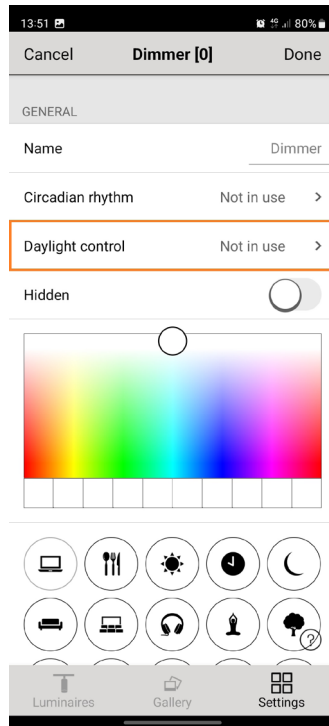 13:51 4G 80%
Cancel Dimmer [0] Done
GENERAL
Name Dimmer
Circadian rhythm Not in use >
Daylight control Not in use >
Hidden
?
Luminaires Gallery Settings